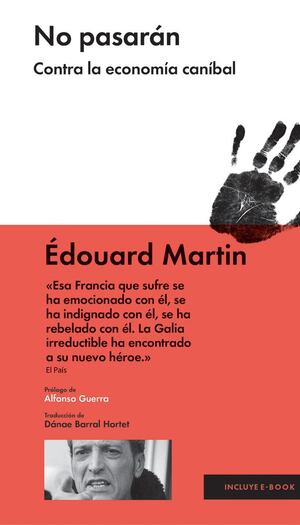 No pasarán
Contra la economía caníbal
Édouard Martin
«Esa Francia que sufre se
ha emocionado con él, se
ha indignado con él, se ha
rebelado con él. La Galia
irreductible ha encontrado
a su nuevo héroe.»
El País
Prólogo de
Alfonso Guerra
Traducción de
Dánae Barral Hortet
INCLUYE E-BOOK